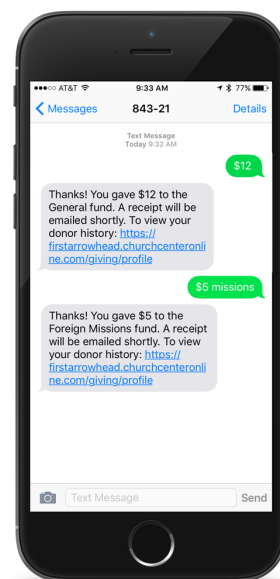 AT&T 9:33 AM 77%
Messages 843-21 Details
Text Message
Today 9:32 AM
$12
Thanks! You gave $12 to the
General fund. A receipt will be
emailed shortly. To view your
donor history: https://
firstarrowhead.churchcenteronli
ne.com/giving/profile
$5 missions
Thanks! You gave $5 to the
Foreign Missions fund. A receipt
will be emailed shortly. To view
your donor history: https://
firstarrowhead.churchcenteronli
ne.com/giving/profile
Text Message Send